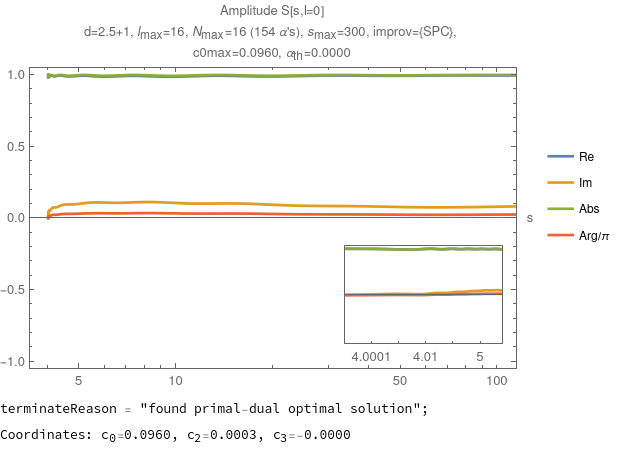 Amplitude S[s,l=0]
d=2.5+1, lmax=16, Nmax=16 (154 α's), smax=300, improv={SPC},
c0max=0.0960, αth=0.0000
1.0
0.5
0.0
−0.5
−1.0
5
10
50
100
s
Re
Im
Abs
Arg/π
4.0001
4.01
5
terminateReason = "found primal-dual optimal solution";
Coordinates: c0=0.0960, c2=0.0003, c3=-0.0000